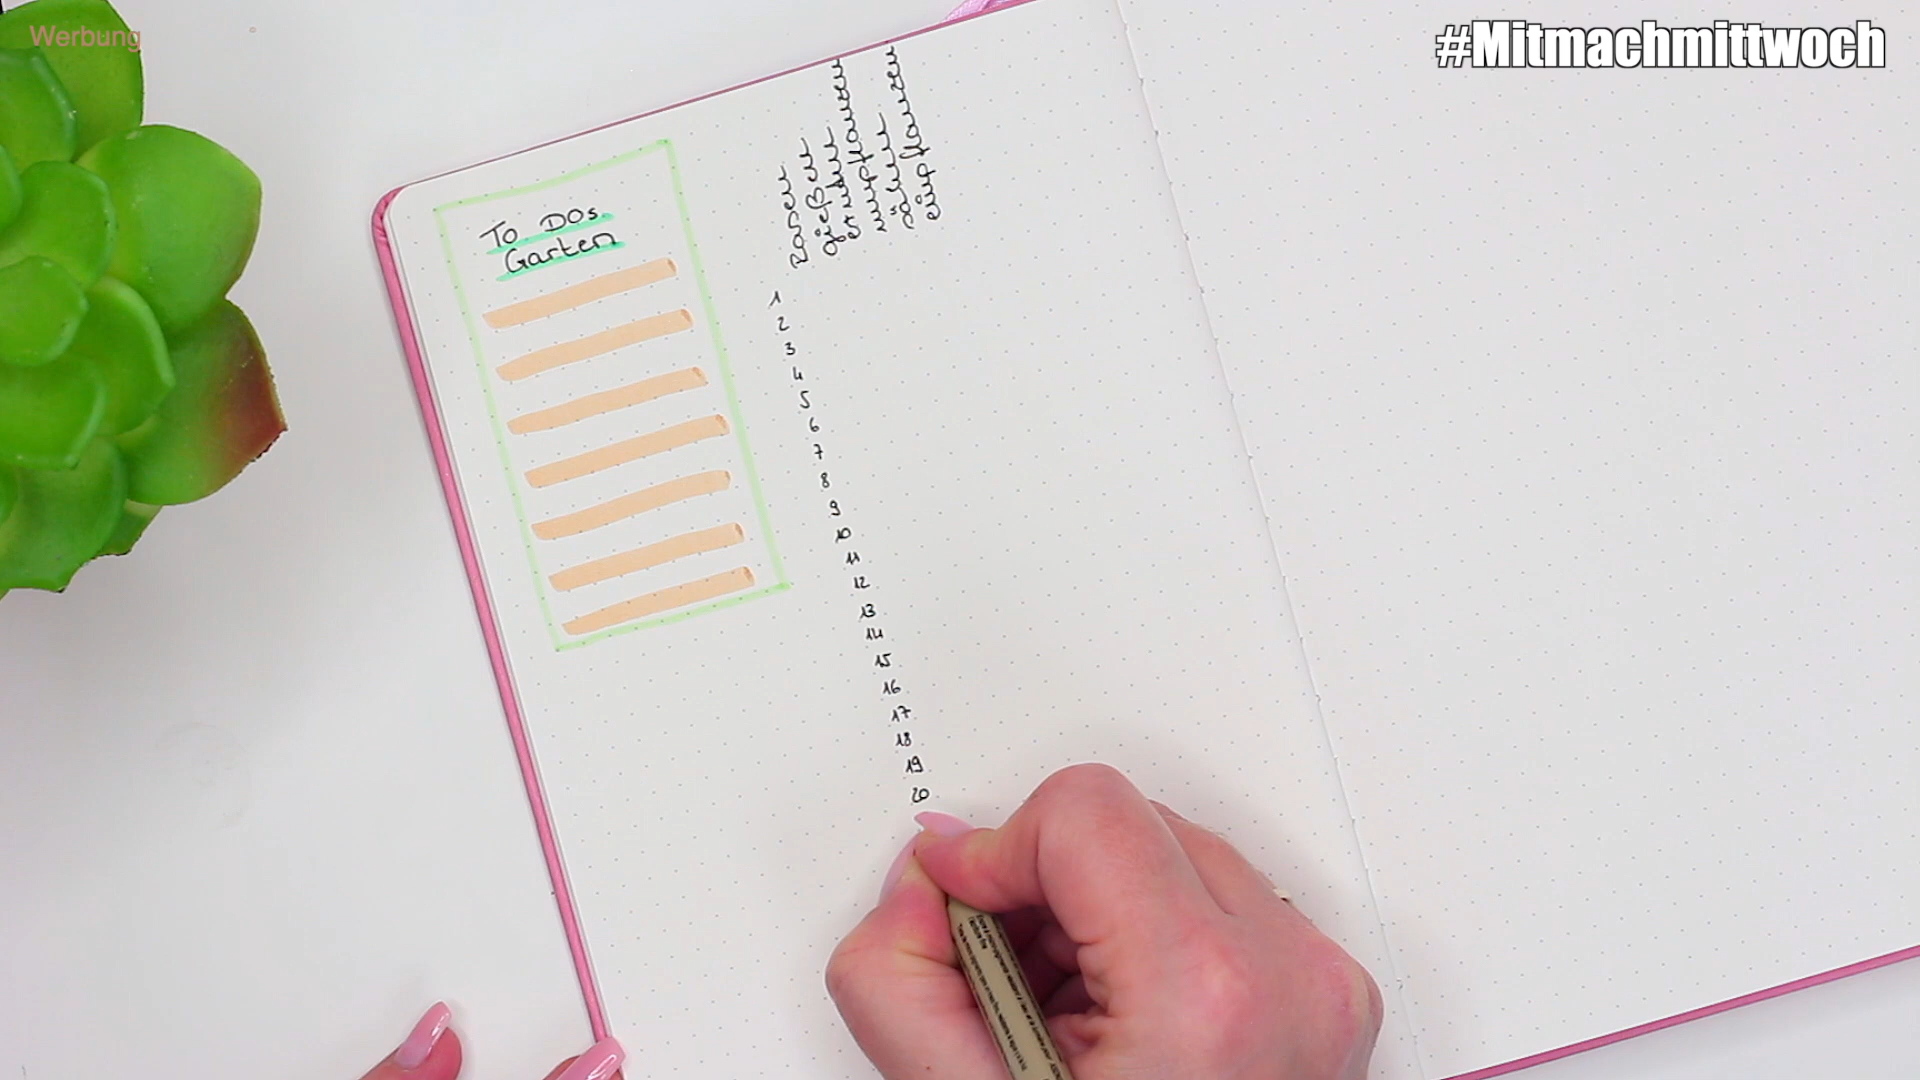 Werbung
#Mitmachmittwoch
To DOs
Garten
Rasen
gießen
ernten
umpflanzen
säen
einpflanzen
1
2
3
4
5
6
7
8
9
10
11
12
13
14
15
16
17
18
19
20